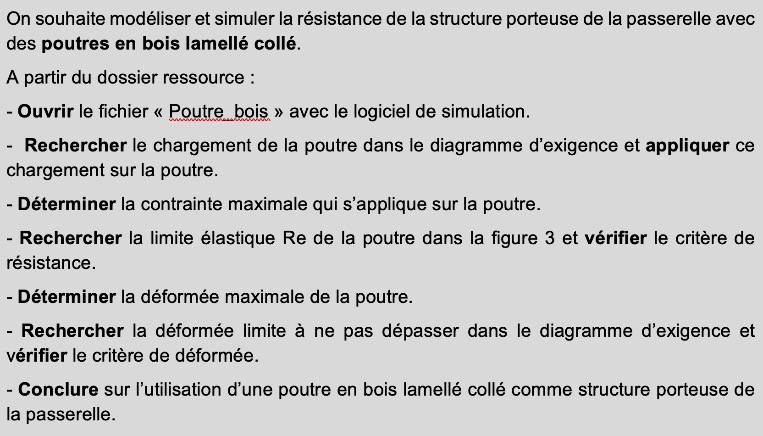 On souhaite modéliser et simuler la résistance de la structure porteuse de la passerelle avec
des poutres en bois lamellé collé.
A partir du dossier ressource :
- Ouvrir le fichier « Poutre_bois » avec le logiciel de simulation.
- Rechercher le chargement de la poutre dans le diagramme d’exigence et appliquer ce
chargement sur la poutre.
- Déterminer la contrainte maximale qui s’applique sur la poutre.
- Rechercher la limite élastique Re de la poutre dans la figure 3 et vérifier le critère de
résistance.
- Déterminer la déformée maximale de la poutre.
- Rechercher la déformée limite à ne pas dépasser dans le diagramme d’exigence et
vérifier le critère de déformée.
- Conclure sur l’utilisation d’une poutre en bois lamellé collé comme structure porteuse de
la passerelle.